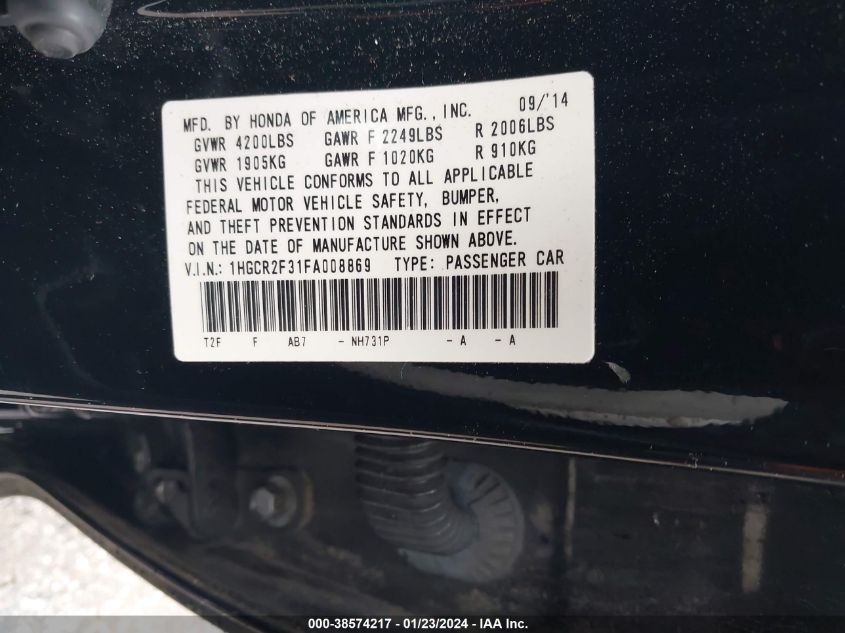 MFD. BY HONDA OF AMERICA MFG., INC. 09/'14
GVWR 4200LBS GAWR F 2249LBS R 2006LBS
GVWR 1905KG GAWR F 1020KG R 910KG
THIS VEHICLE CONFORMS TO ALL APPLICABLE
FEDERAL MOTOR VEHICLE SAFETY, BUMPER,
AND THEFT PREVENTION STANDARDS IN EFFECT
ON THE DATE OF MANUFACTURE SHOWN ABOVE.
V.I.N.: 1HGCR2F31FA008869 TYPE: PASSENGER CAR
T2F F AB7 - NH731P - A - A
000-38574217 - 01/23/2024 - IAA Inc.